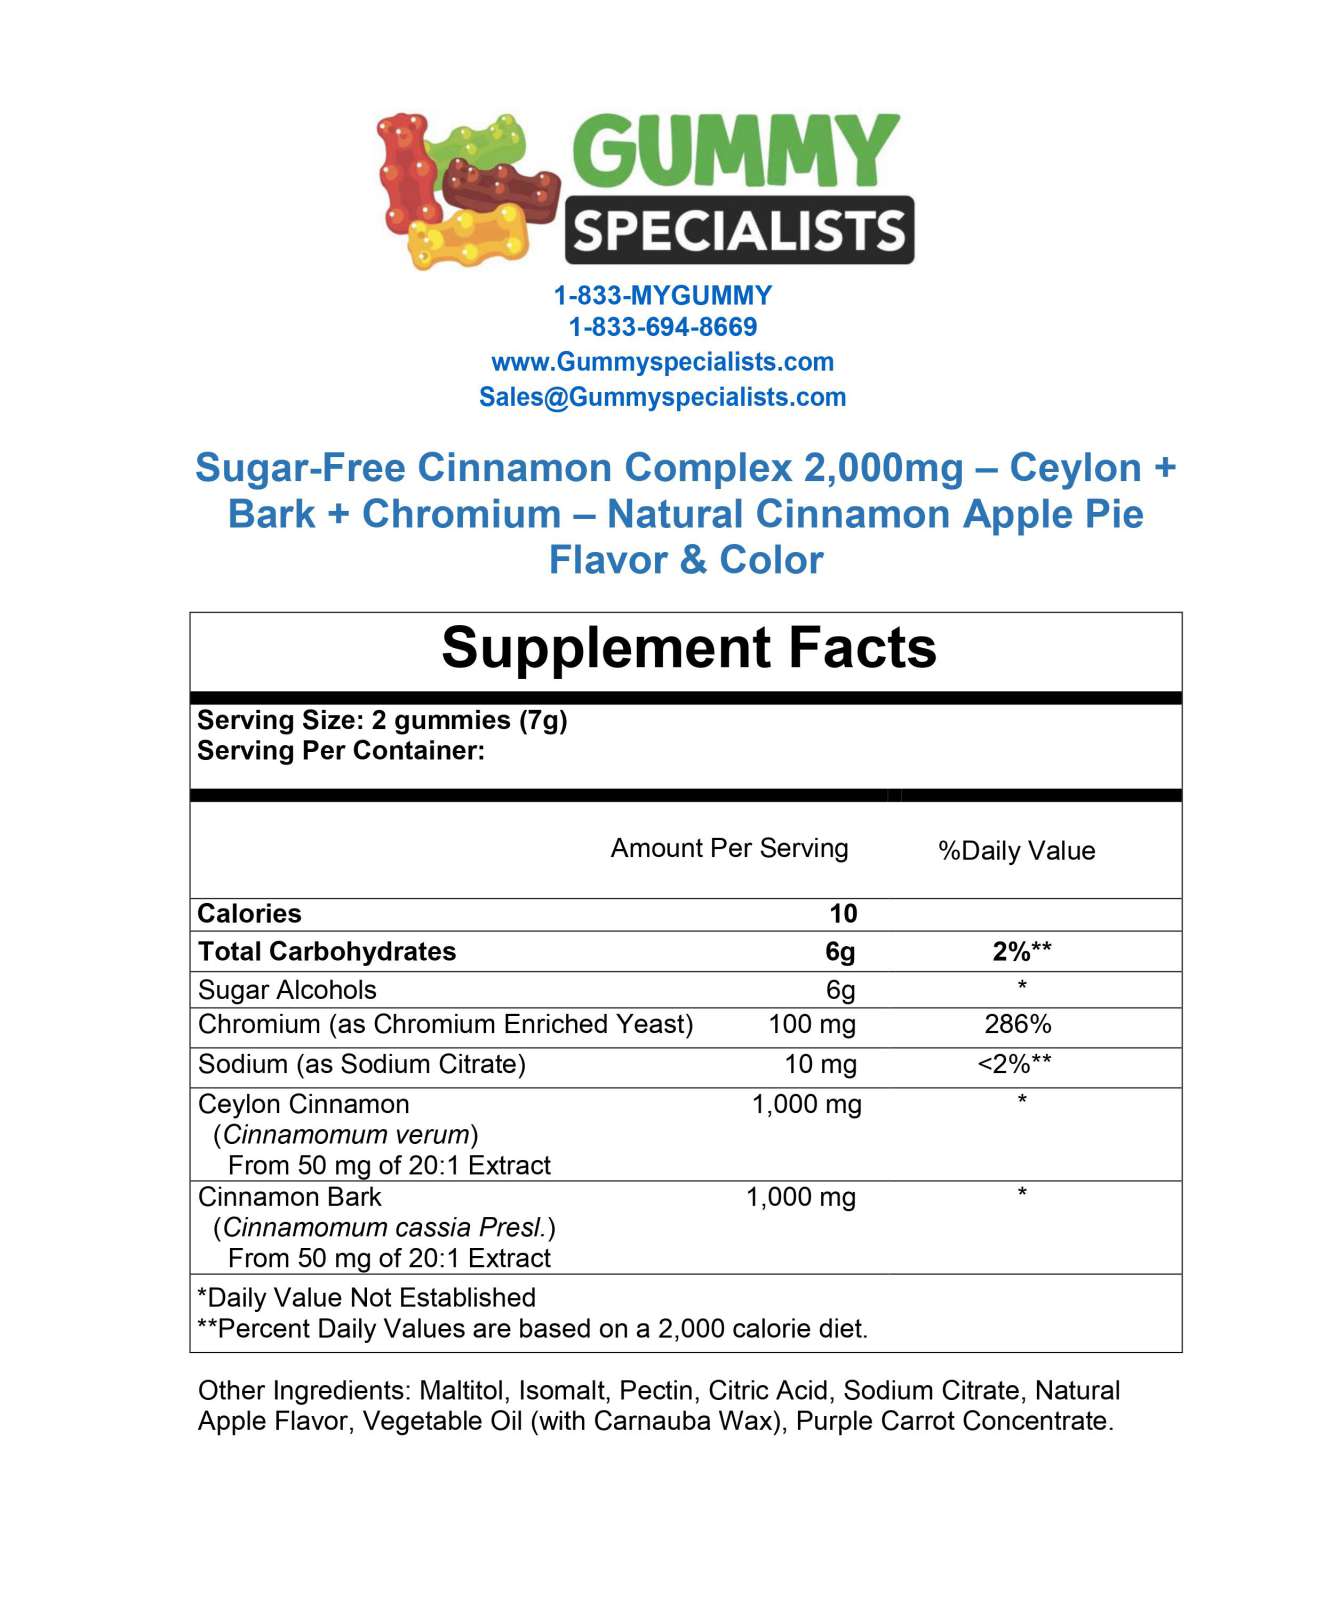 GUMMY
SPECIALISTS
1-833-MYGUMMY
1-833-694-8669
www.Gummyspecialists.com
Sales@Gummyspecialists.com
Sugar-Free Cinnamon Complex 2,000mg – Ceylon +
Bark + Chromium – Natural Cinnamon Apple Pie
Flavor & Color
Supplement Facts
Serving Size: 2 gummies (7g)
Serving Per Container:
Amount Per Serving %Daily Value
Calories 10
Total Carbohydrates 6g 2%**
Sugar Alcohols 6g *
Chromium (as Chromium Enriched Yeast) 100 mg 286%
Sodium (as Sodium Citrate) 10 mg <2%**
Ceylon Cinnamon 1,000 mg *
(Cinnamomum verum)
From 50 mg of 20:1 Extract
Cinnamon Bark 1,000 mg *
(Cinnamomum cassia Presl.)
From 50 mg of 20:1 Extract
*Daily Value Not Established
**Percent Daily Values are based on a 2,000 calorie diet.
Other Ingredients: Maltitol, Isomalt, Pectin, Citric Acid, Sodium Citrate, Natural
Apple Flavor, Vegetable Oil (with Carnauba Wax), Purple Carrot Concentrate.